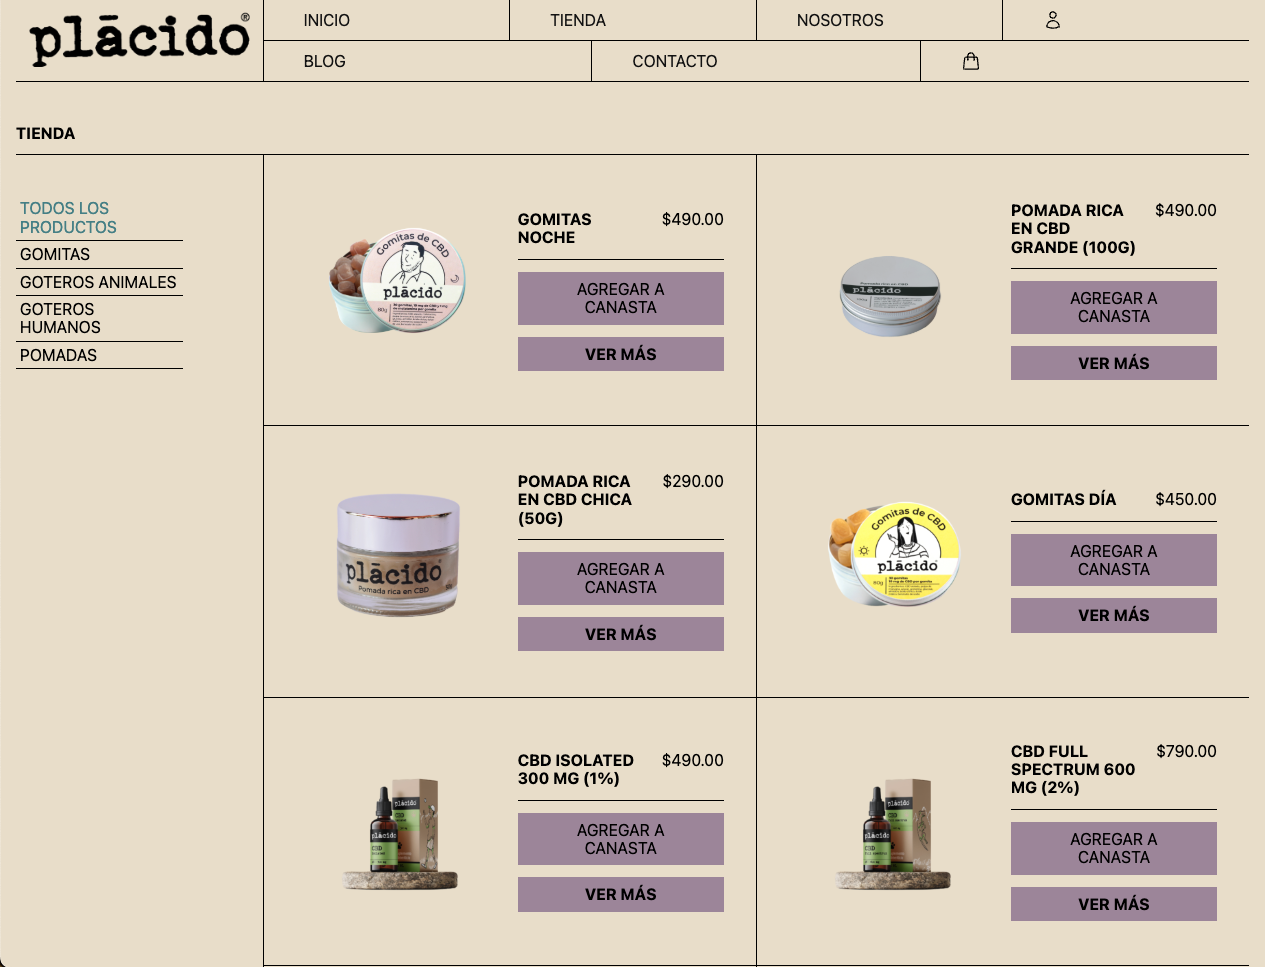 plācido®
INICIO
TIENDA
NOSOTROS
BLOG
CONTACTO
TIENDA
TODOS LOS
PRODUCTOS
GOMITAS
GOTEROS ANIMALES
GOTEROS
HUMANOS
POMADAS
Gomitas de CBD
plācido
80g
GOMITAS
NOCHE
$490.00
AGREGAR A
CANASTA
VER MÁS
plācido
POMADA RICA
EN CBD
GRANDE (100G)
$490.00
AGREGAR A
CANASTA
VER MÁS
plācido
Pomada rica en CBD
POMADA RICA
EN CBD CHICA
(50G)
$290.00
AGREGAR A
CANASTA
VER MÁS
Gomitas de CBD
plācido
GOMITAS DÍA
$450.00
AGREGAR A
CANASTA
VER MÁS
plācido
CBD
plācido
CBD
CBD ISOLATED
300 MG (1%)
$490.00
AGREGAR A
CANASTA
VER MÁS
plācido
CBD
plācido
CBD
CBD FULL
SPECTRUM 600
MG (2%)
$790.00
AGREGAR A
CANASTA
VER MÁS